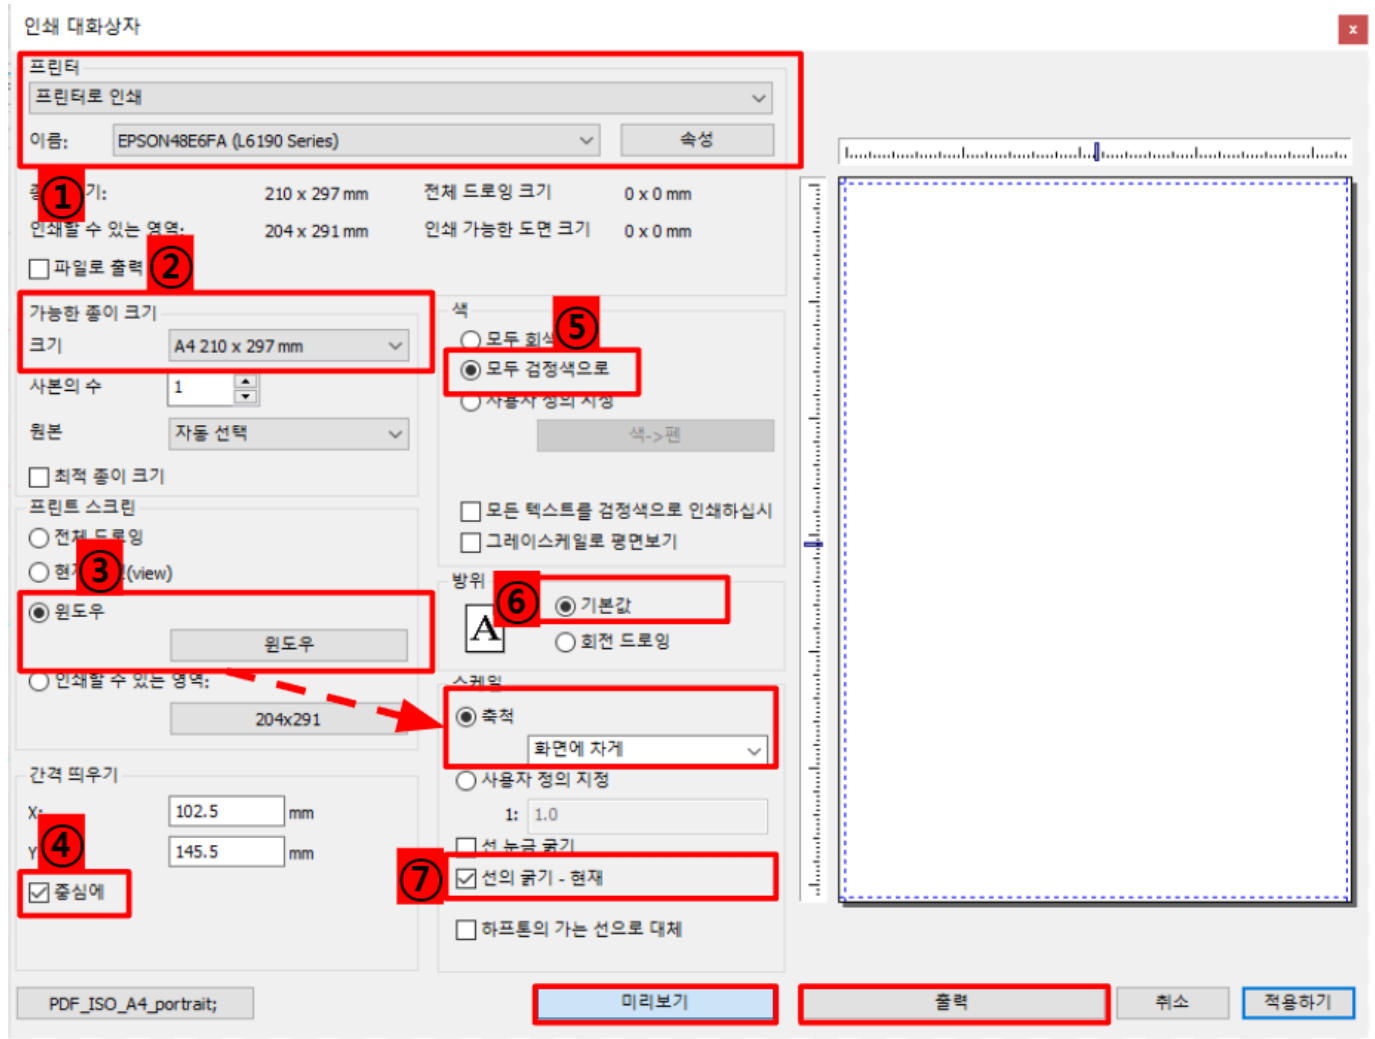 인쇄 대화상자
x
프린터
프린터로 인쇄
이름: EPSON48E6FA (L6190 Series) 속성
① 기: 210 x 297 mm 전체 드로잉 크기 0 x 0 mm
인쇄할 수 있는 영역: 204 x 291 mm 인쇄 가능한 도면 크기 0 x 0 mm
파일로 출력 ②
가능한 종이 크기
크기 A4 210 x 297 mm
사본의 수 1
원본 자동 선택
최적 종이 크기
프린트 스크린
전체 드로잉
③ (view)
윈도우
윈도우
인쇄할 수 있는 영역:
204x291
간격 띄우기
X: 102.5 mm
④ Y 145.5 mm
중심에
색
모두 회색 ⑤
모두 검정색으로
사용자 정의 지정
색->펜
모든 텍스트를 검정색으로 인쇄하십시
그레이스케일로 평면보기
방위
A ⑥ 기본값
회전 드로잉
스케일
축척
화면에 차게
사용자 정의 지정
1: 1.0
선 눈금 굵기
⑦ 선의 굵기 - 현재
하프톤의 가는 선으로 대체
PDF_ISO_A4_portrait; 미리보기 출력 취소 적용하기